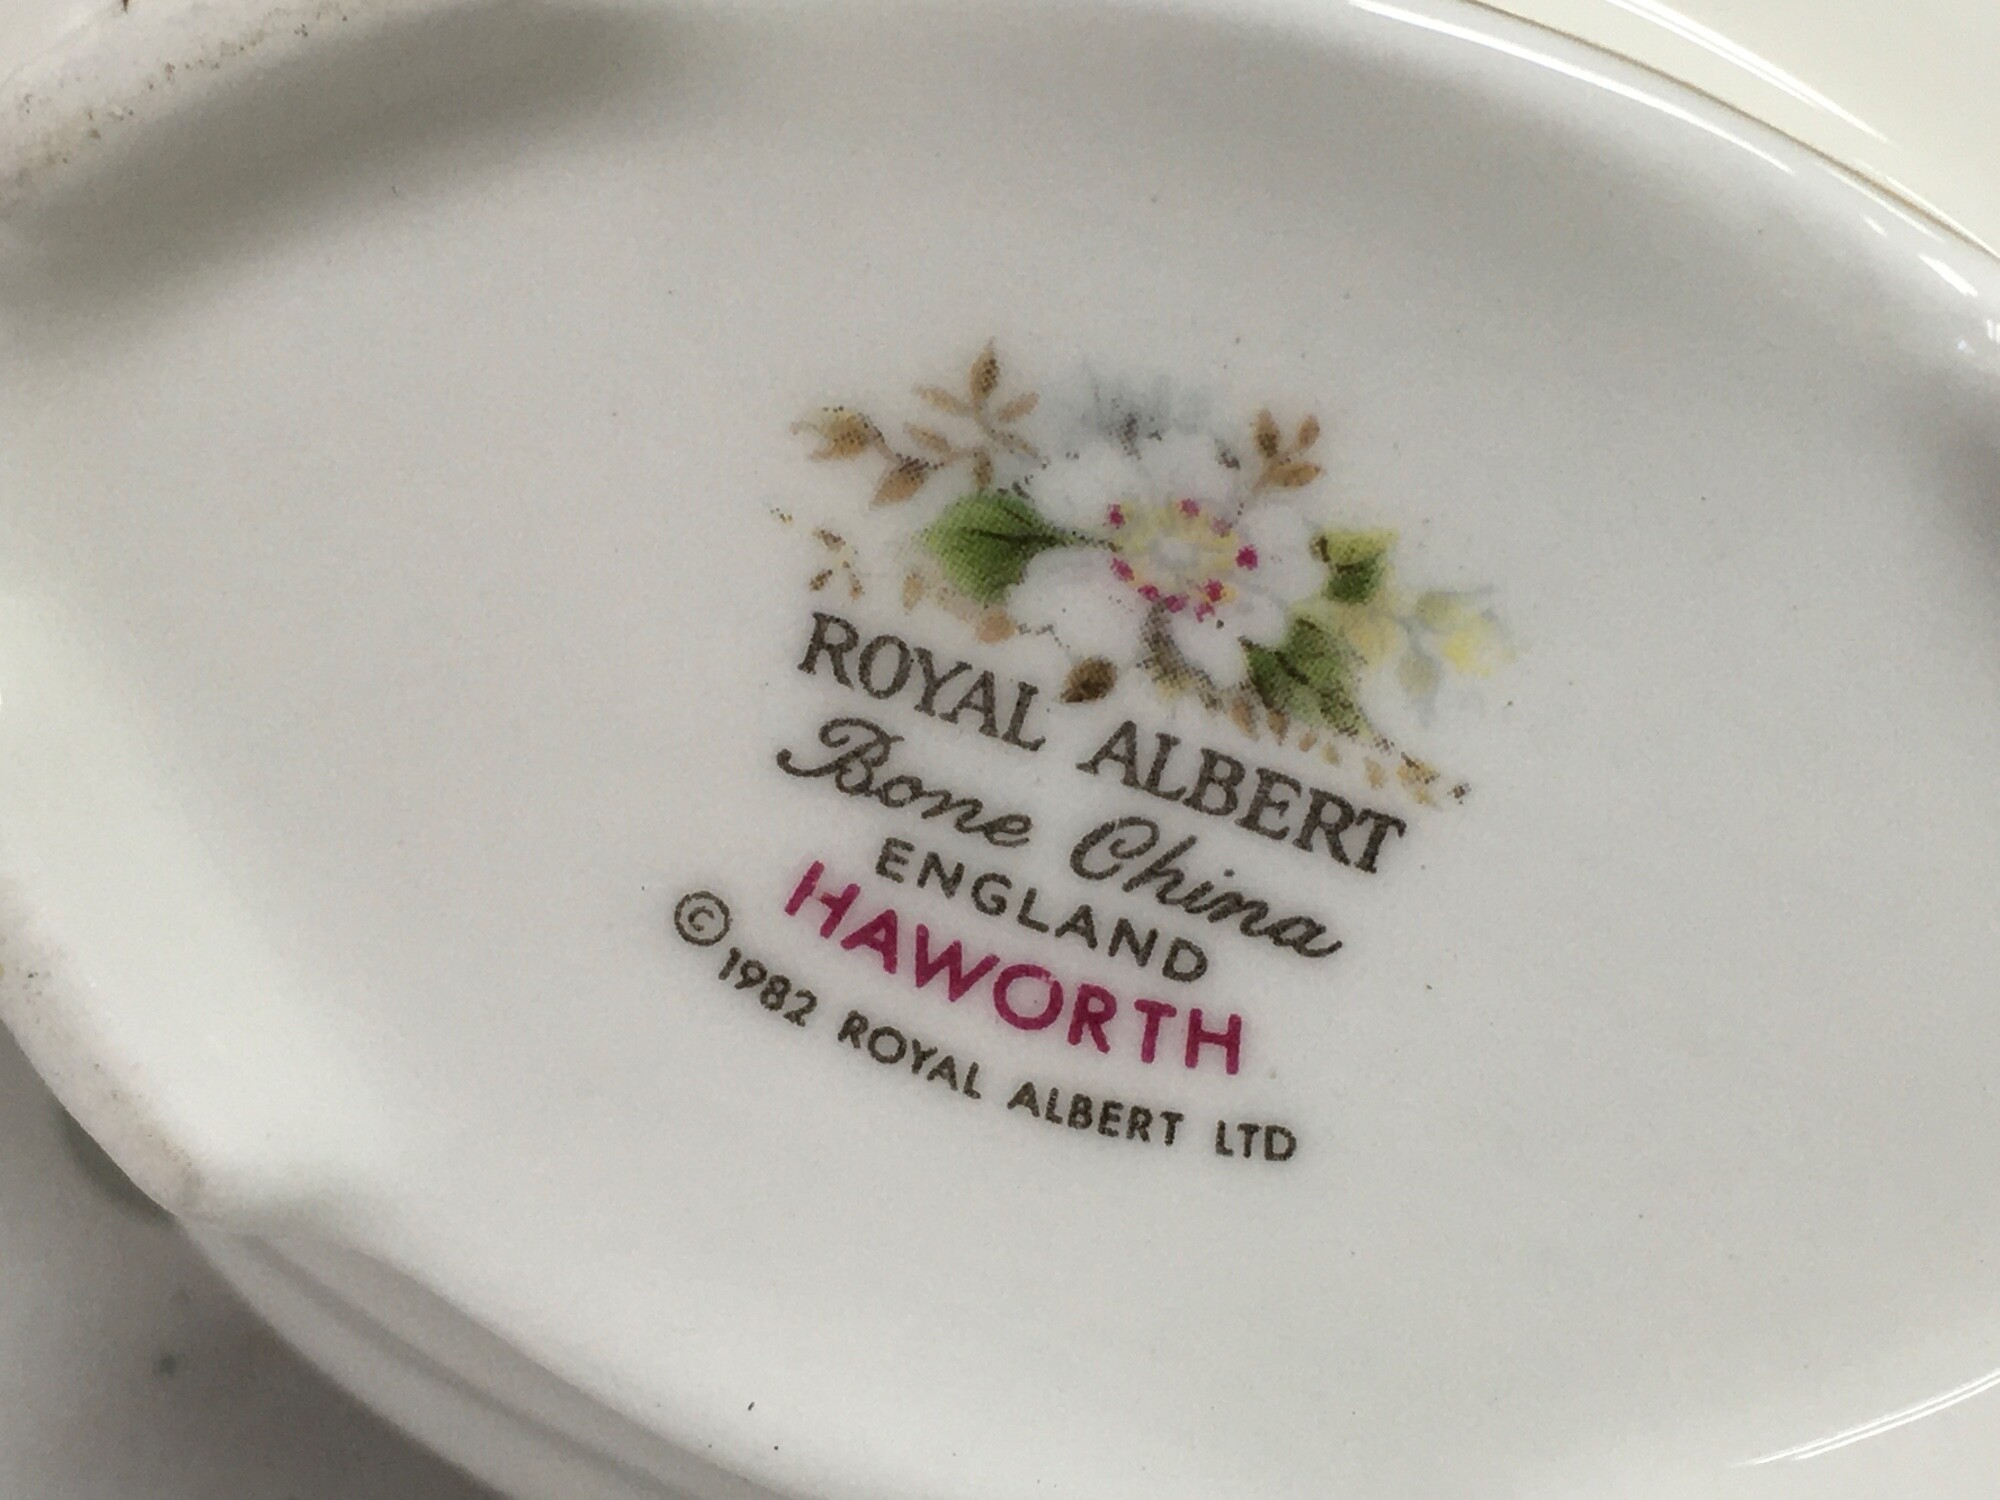 ROYAL ALBERT
Bone China
ENGLAND
HAWORTH
© 1982 ROYAL ALBERT LTD